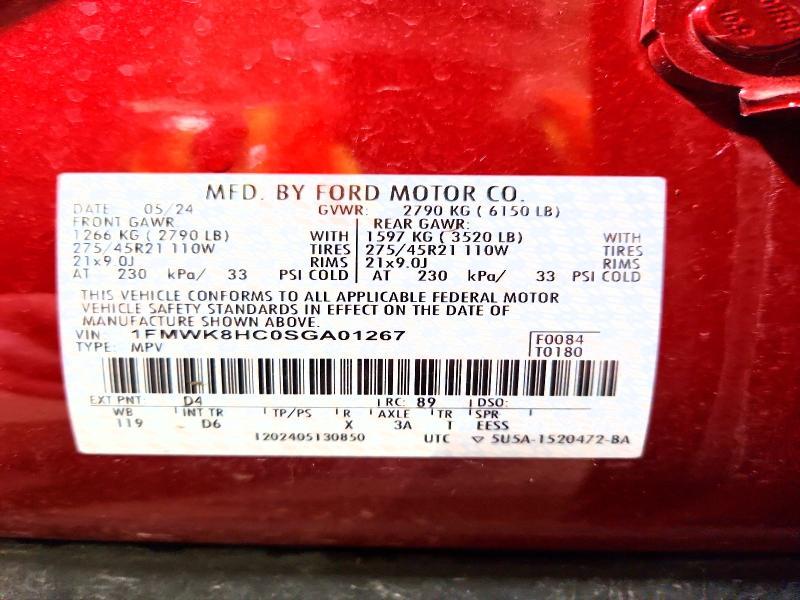 MFD. BY FORD MOTOR CO.
DATE: 05/24 GVWR: 2790 KG ( 6150 LB)
FRONT GAWR: REAR GAWR:
1266 KG ( 2790 LB) WITH 1597 KG ( 3520 LB) WITH
275/45R21 110W TIRES 275/45R21 110W TIRES
21x9.0J RIMS 21x9.0J RIMS
AT 230 kPa/ 33 PSI COLD AT 230 kPa/ 33 PSI COLD
THIS VEHICLE CONFORMS TO ALL APPLICABLE FEDERAL MOTOR
VEHICLE SAFETY STANDARDS IN EFFECT ON THE DATE OF
MANUFACTURE SHOWN ABOVE.
VIN: 1FMWK8HC0SGA01267 F0084
TYPE: MPV T0180
EXT PNT: D4 RC: 89 DSO:
WB INT TR TP/PS R AXLE TR SPR
119 D6 X 3A T EESS
1202405130850 UTC ▽ 5U5A-1520472-BA